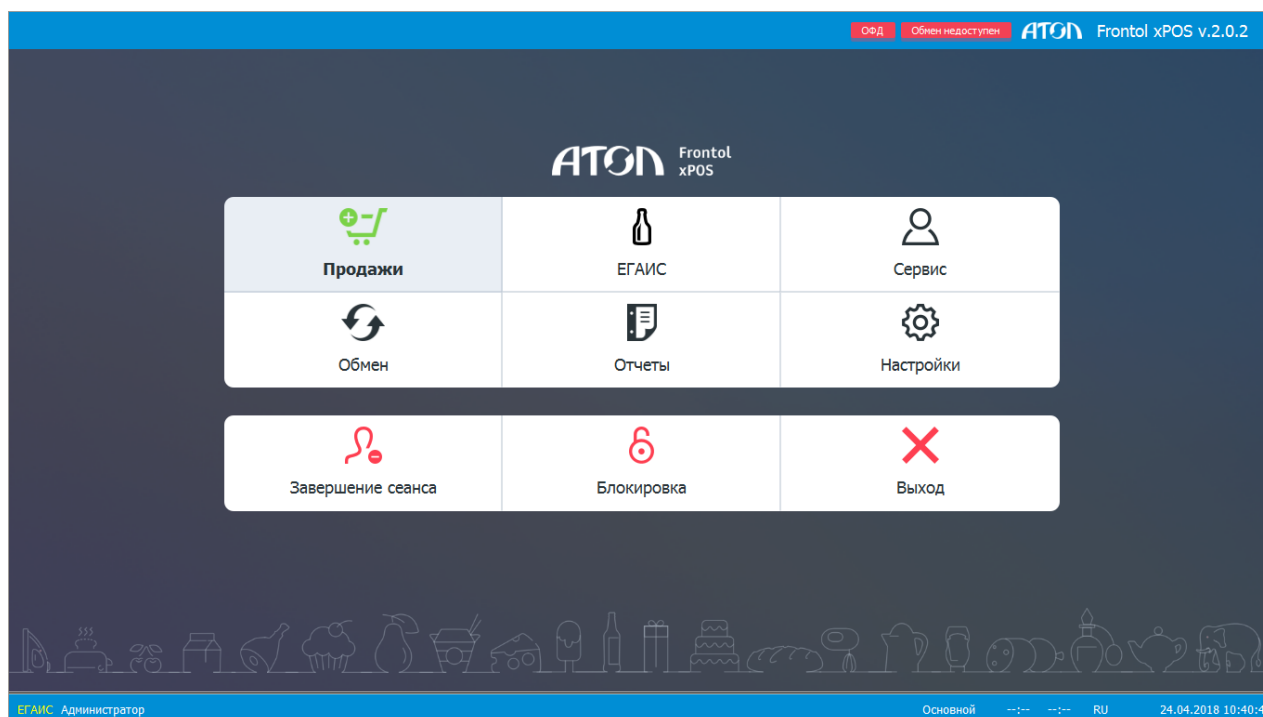 ОФД Обмен недоступен АТОЛ Frontol xPOS v.2.0.2
АТОЛ Frontol
xPOS
Продажи ЕГАИС Сервис
Обмен Отчеты Настройки
Завершение сеанса Блокировка Выход
ЕГАИС Администратор Основной --:-- --:-- RU 24.04.2018 10:40:4